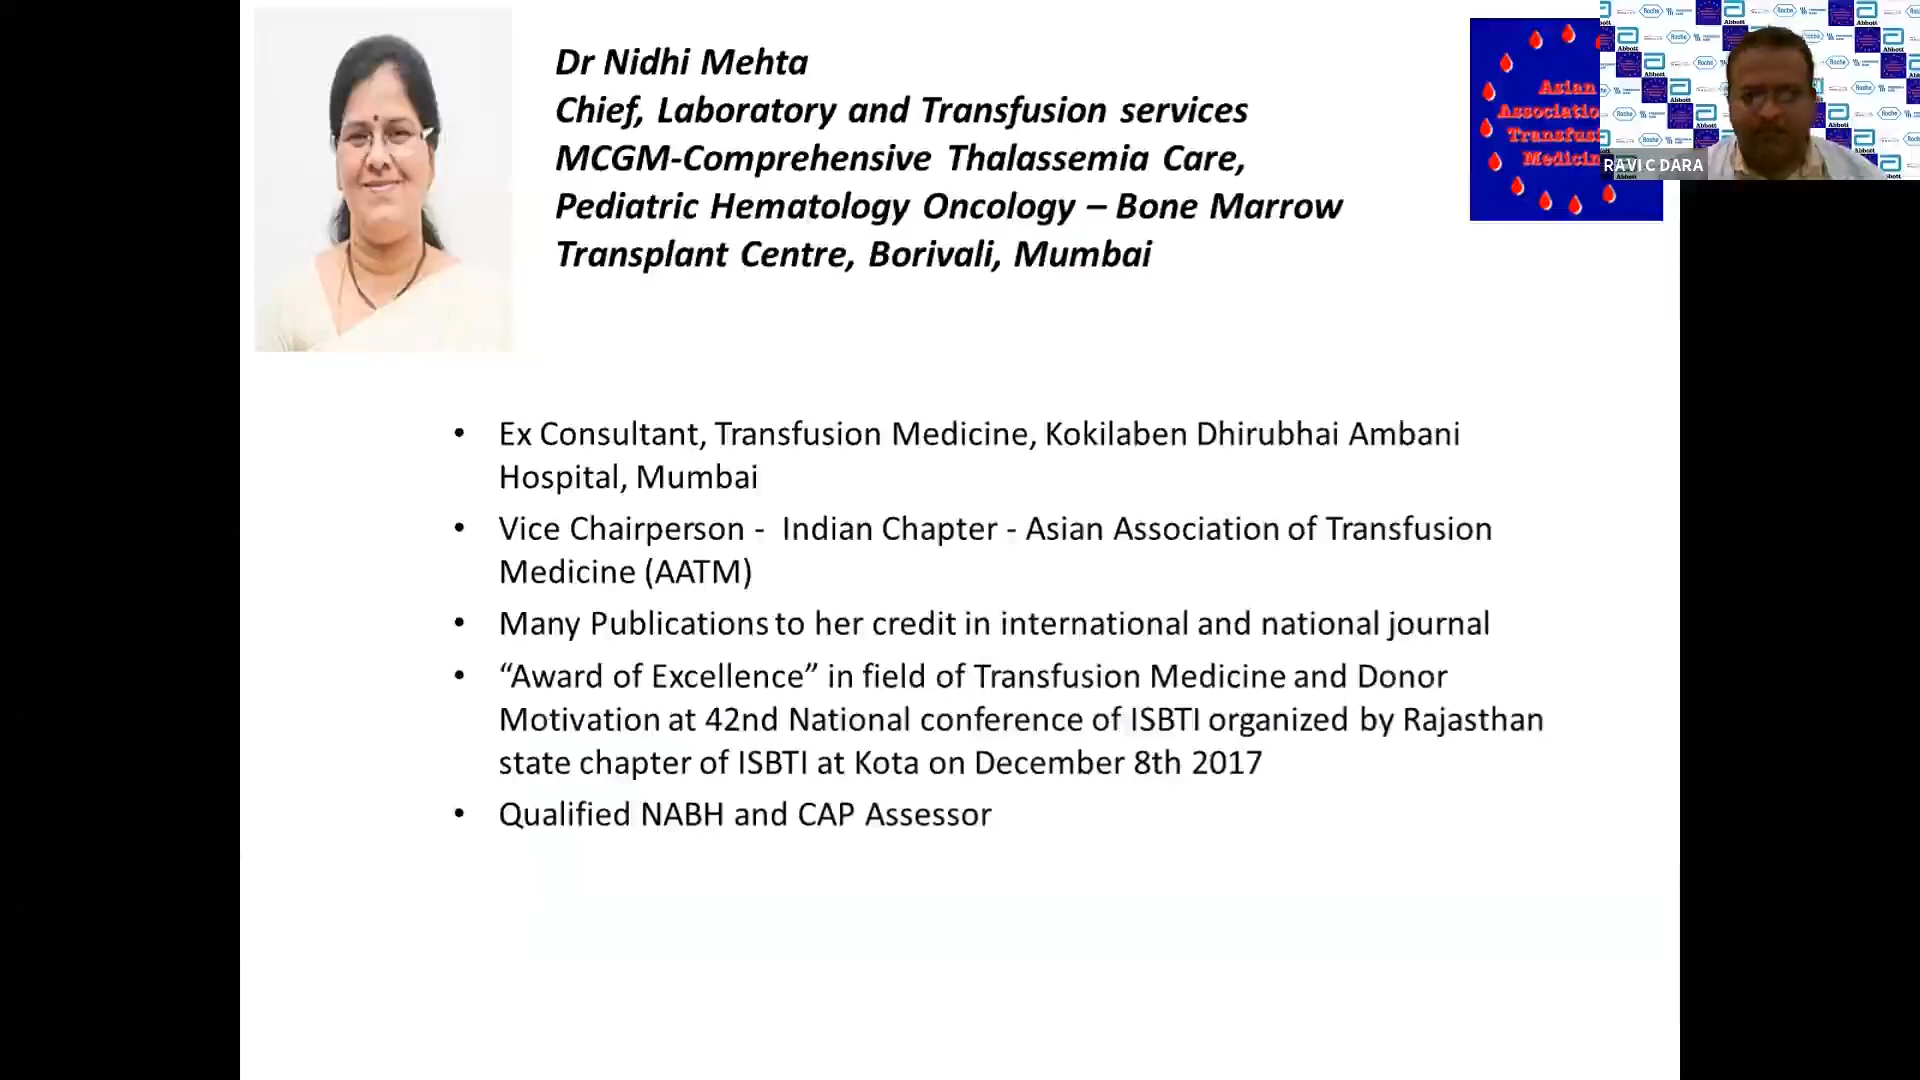 Dr Nidhi Mehta
Chief, Laboratory and Transfusion services
MCGM-Comprehensive Thalassemia Care,
Pediatric Hematology Oncology – Bone Marrow
Transplant Centre, Borivali, Mumbai
Asian
Associatio
Transfus
Medicin
RAVI C DARA
Abbott
Roche
• Ex Consultant, Transfusion Medicine, Kokilaben Dhirubhai Ambani
Hospital, Mumbai
• Vice Chairperson - Indian Chapter - Asian Association of Transfusion
Medicine (AATM)
• Many Publications to her credit in international and national journal
• “Award of Excellence” in field of Transfusion Medicine and Donor
Motivation at 42nd National conference of ISBTI organized by Rajasthan
state chapter of ISBTI at Kota on December 8th 2017
• Qualified NABH and CAP Assessor